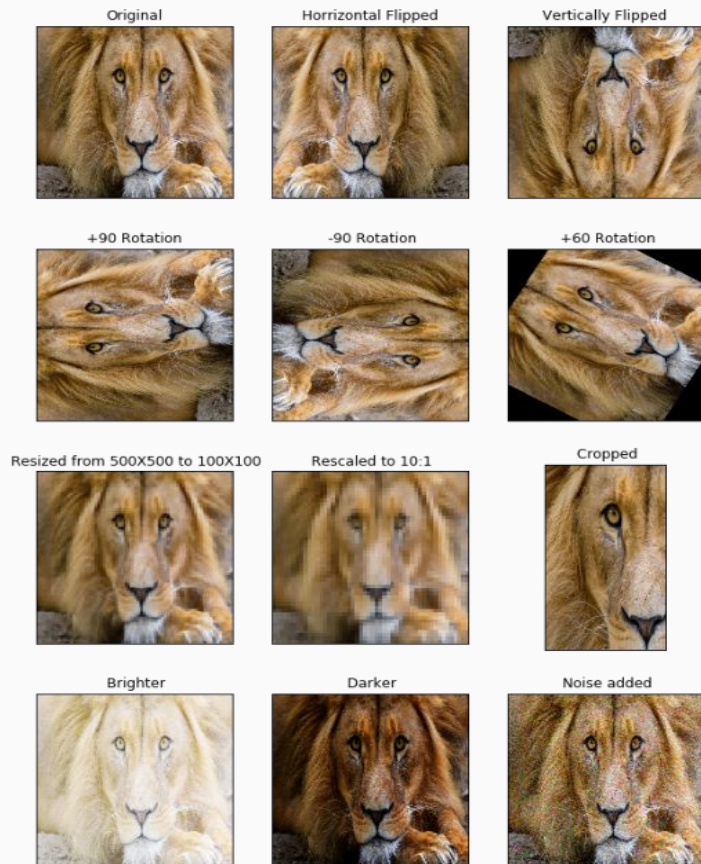 Original
Horrizontal Flipped
Vertically Flipped
+90 Rotation
-90 Rotation
+60 Rotation
Resized from 500X500 to 100X100
Rescaled to 10:1
Cropped
Brighter
Darker
Noise added